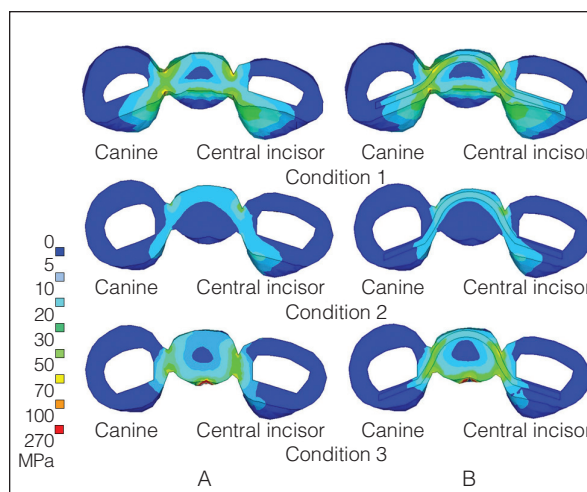 Canine Central incisor Canine Central incisor
Condition 1
0
5
10
20
30
50
70
100
270
MPa
Canine Central incisor Canine Central incisor
Condition 2
Canine Central incisor Canine Central incisor
Condition 3
A B